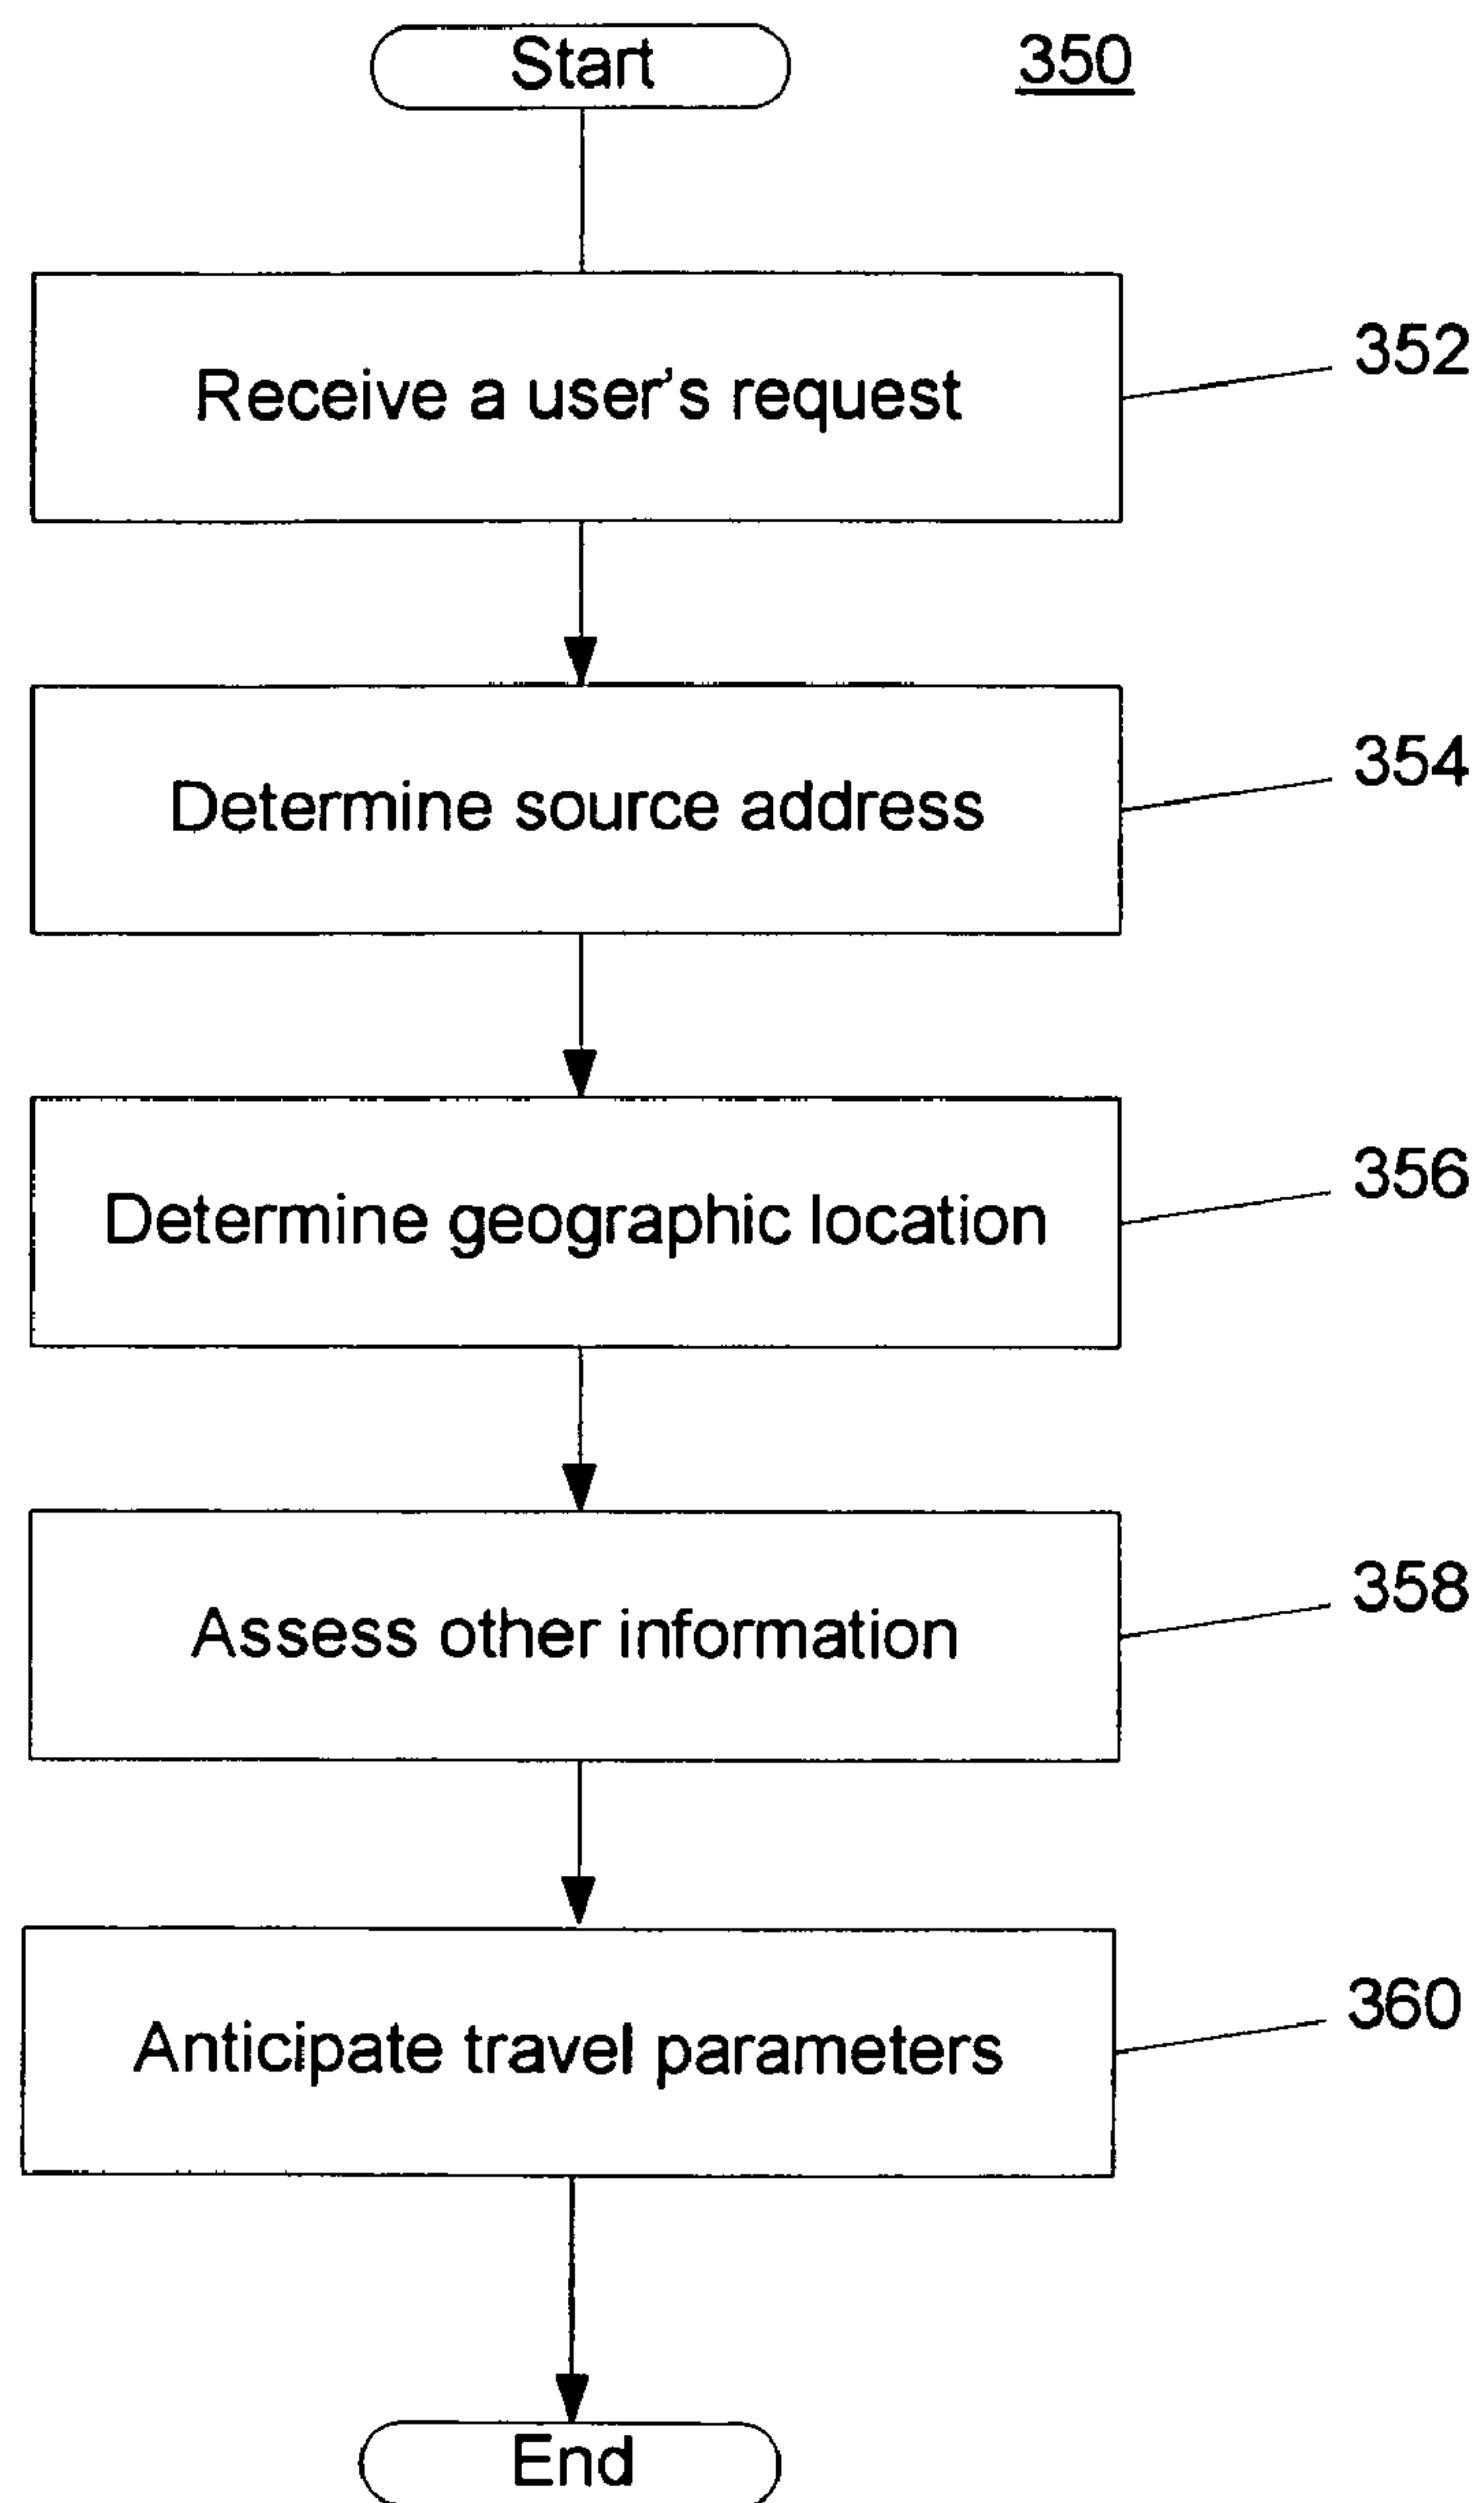 Start
350
Receive a user's request
352
Determine source address
354
Determine geographic location
356
Assess other information
358
Anticipate travel parameters
360
End